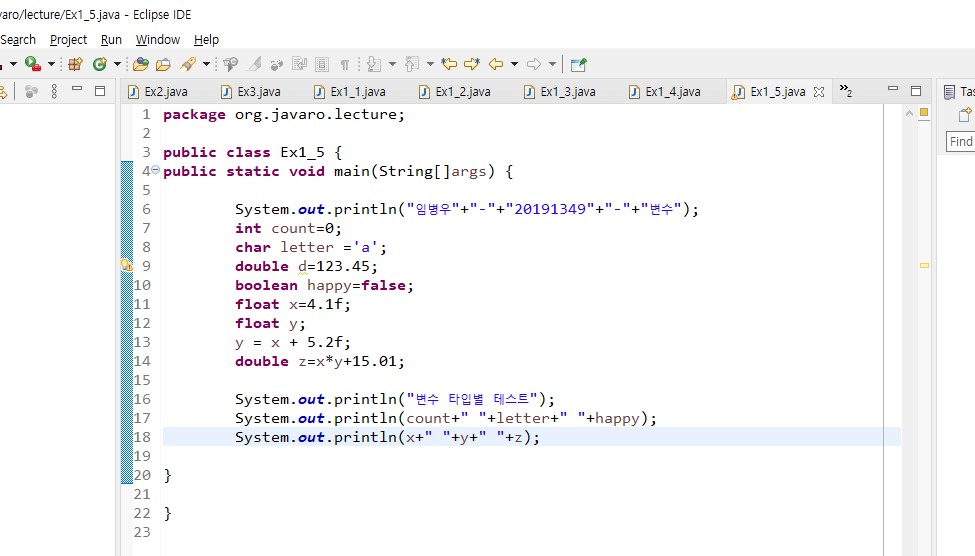 varo/lecture/Ex1_5.java - Eclipse IDE
Search Project Run Window Help
Ex2.java Ex3.java Ex1_1.java Ex1_2.java Ex1_3.java Ex1_4.java Ex1_5.java »2 Tas
Find
1 package org.javaro.lecture;
2
3 public class Ex1_5 {
4 public static void main(String[]args) {
5
6 System.out.println("임병우"+"-"+"20191349"+"-"+"변수");
7 int count=0;
8 char letter ='a';
9 double d=123.45;
10 boolean happy=false;
11 float x=4.1f;
12 float y;
13 y = x + 5.2f;
14 double z=x*y+15.01;
15
16 System.out.println("변수 타입별 테스트");
17 System.out.println(count+" "+letter+" "+happy);
18 System.out.println(x+" "+y+" "+z);
19
20 }
21
22 }
23